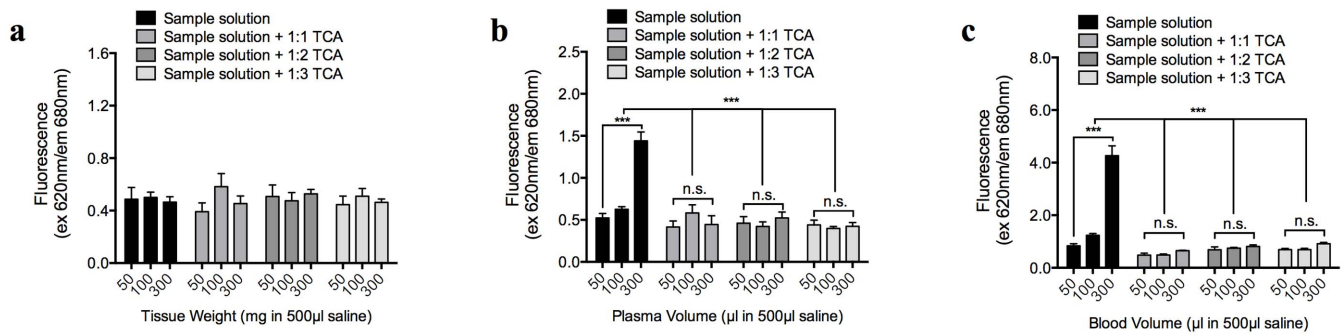 a
Sample solution
Sample solution + 1:1 TCA
Sample solution + 1:2 TCA
Sample solution + 1:3 TCA
Fluorescence
(ex 620nm/em 680nm)
1.6
1.2
0.8
0.4
0.0
50 100 300 50 100 300 50 100 300 50 100 300
Tissue Weight (mg in 500µl saline)
b
Sample solution
Sample solution + 1:1 TCA
Sample solution + 1:2 TCA
Sample solution + 1:3 TCA
Fluorescence
(ex 620nm/em 680nm)
2.5
2.0
1.5
1.0
0.5
0.0
***
***
n.s. n.s. n.s.
50 100 300 50 100 300 50 100 300 50 100 300
Plasma Volume (µl in 500µl saline)
c
Sample solution
Sample solution + 1:1 TCA
Sample solution + 1:2 TCA
Sample solution + 1:3 TCA
Fluorescence
(ex 620nm/em 680nm)
8.0
6.0
4.0
2.0
0.0
***
***
n.s. n.s. n.s.
50 100 300 50 100 300 50 100 300 50 100 300
Blood Volume (µl in 500µl saline)